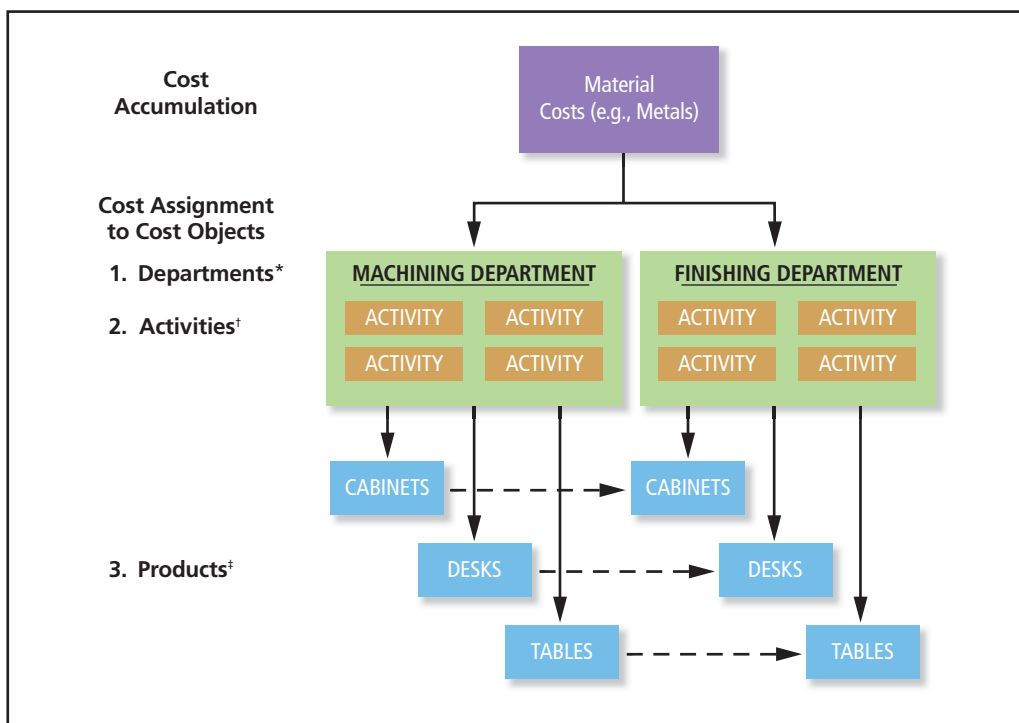 Cost
Accumulation
Material
Costs (e.g., Metals)
Cost Assignment
to Cost Objects
1. Departments*
MACHINING DEPARTMENT
FINISHING DEPARTMENT
2. Activities†
ACTIVITY ACTIVITY
ACTIVITY ACTIVITY
ACTIVITY ACTIVITY
ACTIVITY ACTIVITY
CABINETS
CABINETS
3. Products‡
DESKS
DESKS
TABLES
TABLES